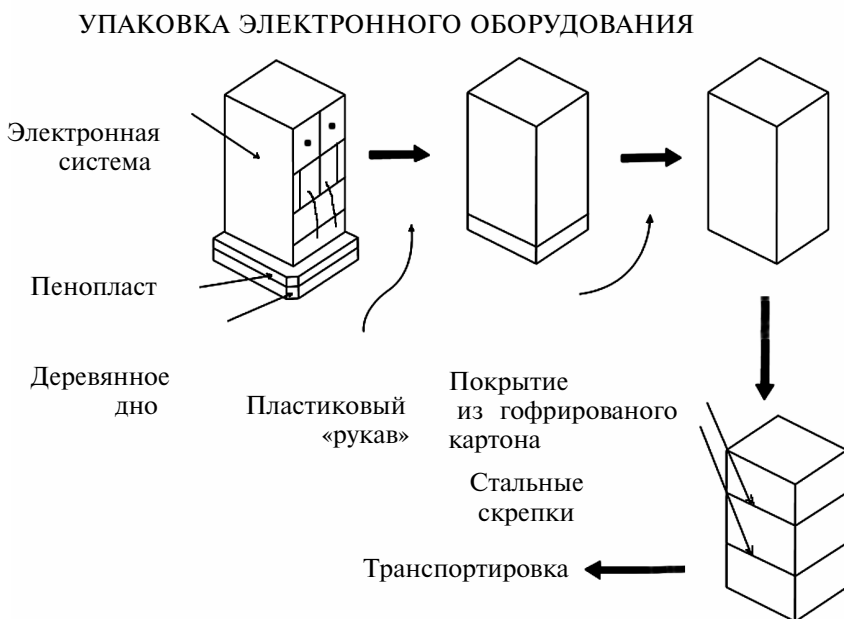 УПАКОВКА ЭЛЕКТРОННОГО ОБОРУДОВАНИЯ
Электронная
система
Пенопласт
Деревянное
дно
Пластиковый
«рукав»
Покрытие
из гофрированого
картона
Стальные
скрепки
Транспортировка